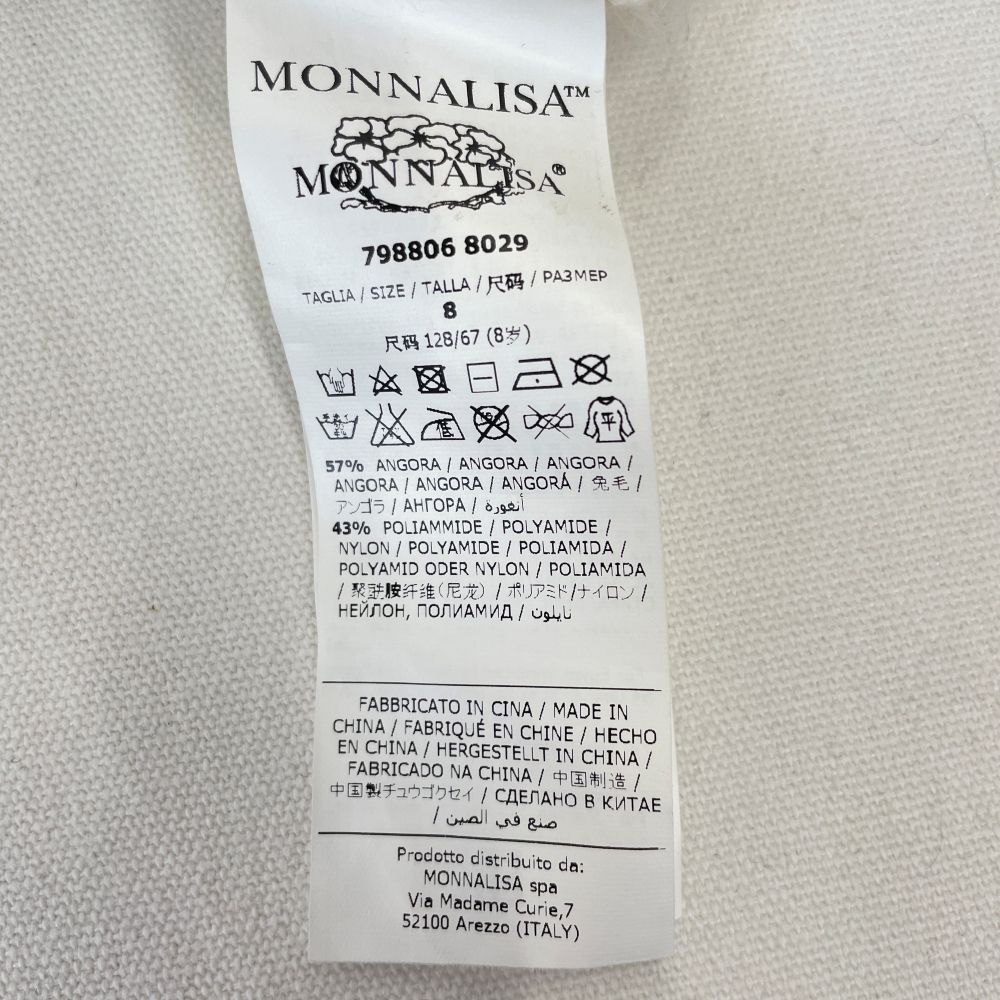 MONNALISA™
MONNALISA®
798806 8029
TAGLIA / SIZE / TALLA / 尺码 / РАЗМЕР
8
尺码 128/67 (8岁)
平
57% ANGORA / ANGORA / ANGORA /
ANGORA / ANGORA / ANGORÁ / 兔毛 /
アンゴラ / АНГОРА / أنغورة
43% POLIAMMIDE / POLYAMIDE /
NYLON / POLYAMIDE / POLIAMIDA /
POLYAMID ODER NYLON / POLIAMIDA
/ 聚酰胺纤维(尼龙) / ポリアミド/ナイロン /
НЕЙЛОН, ПОЛИАМИД / نايلون
FABBRICATO IN CINA / MADE IN
CHINA / FABRIQUÉ EN CHINE / HECHO
EN CHINA / HERGESTELLT IN CHINA /
FABRICADO NA CHINA / 中国制造 /
中国製チュウゴクセイ / СДЕЛАНО В КИТАЕ
/ صنع في الصين
Prodotto distribuito da:
MONNALISA spa
Via Madame Curie,7
52100 Arezzo (ITALY)